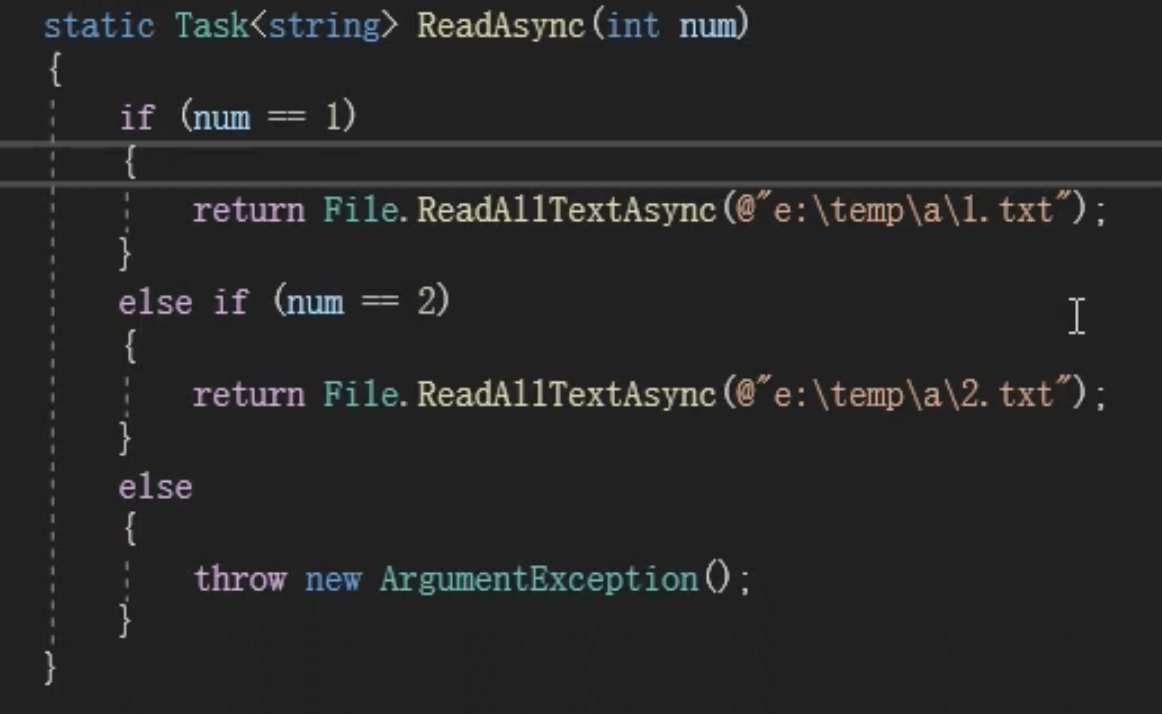 static Task<string> ReadAsync(int num)
{
if (num == 1)
{
return File.ReadAllTextAsync(@"e:\temp\a\1.txt");
}
else if (num == 2)
{
return File.ReadAllTextAsync(@"e:\temp\a\2.txt");
}
else
{
throw new ArgumentException();
}
}